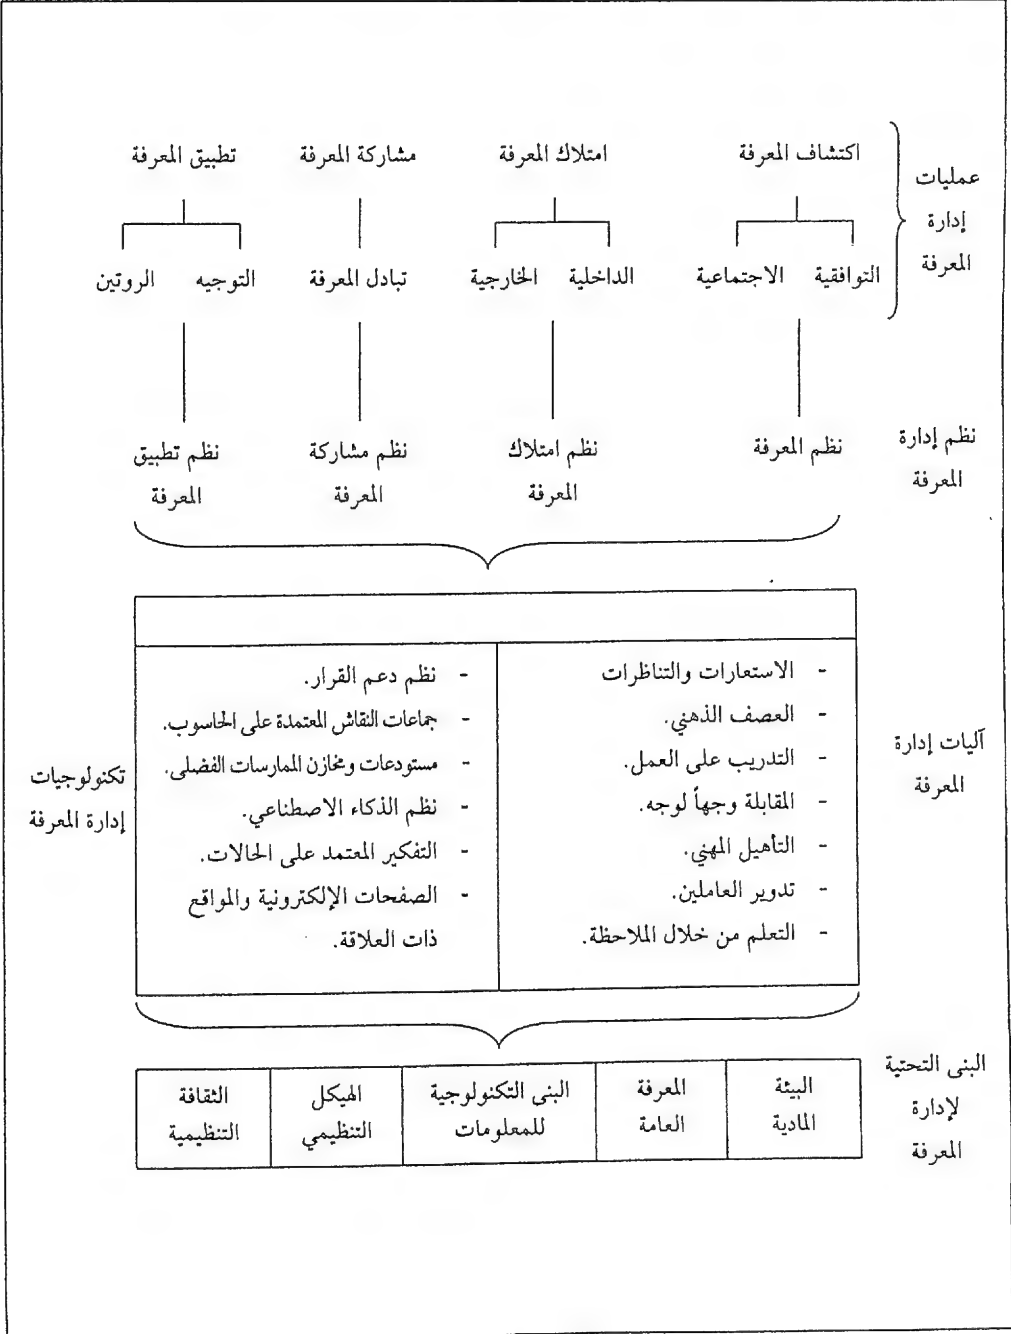 اكتشاف المعرفة امتلاك المعرفة مشاركة المعرفة تطبيق المعرفة
عمليات
إدارة
المعرفة
التوافقية الاجتماعية الداخلية الخارجية تبادل المعرفة التوجيه الروتين
نظم إدارة
المعرفة
نظم المعرفة نظم امتلاك نظم مشاركة نظم تطبيق
المعرفة المعرفة المعرفة
آليات إدارة
المعرفة
- الاستعارات والتناظرات
- العصف الذهني.
- التدريب على العمل.
- المقابلة وجهاً لوجه.
- التأهيل المهني.
- تدوير العاملين.
- التعلم من خلال الملاحظة.
- نظم دعم القرار.
- جماعات النقاش المعتمدة على الحاسوب.
- مستودعات ومخازن الممارسات الفضلى.
- نظم الذكاء الاصطناعي.
- التفكير المعتمد على الحالات.
- الصفحات الإلكترونية والمواقع
ذات العلاقة.
تكنولوجيات
إدارة المعرفة
البنى التحتية
لإدارة
المعرفة
البيئة المعرفة البنى التكنولوجية الهيكل الثقافة
المادية العامة للمعلومات التنظيمي التنظيمية